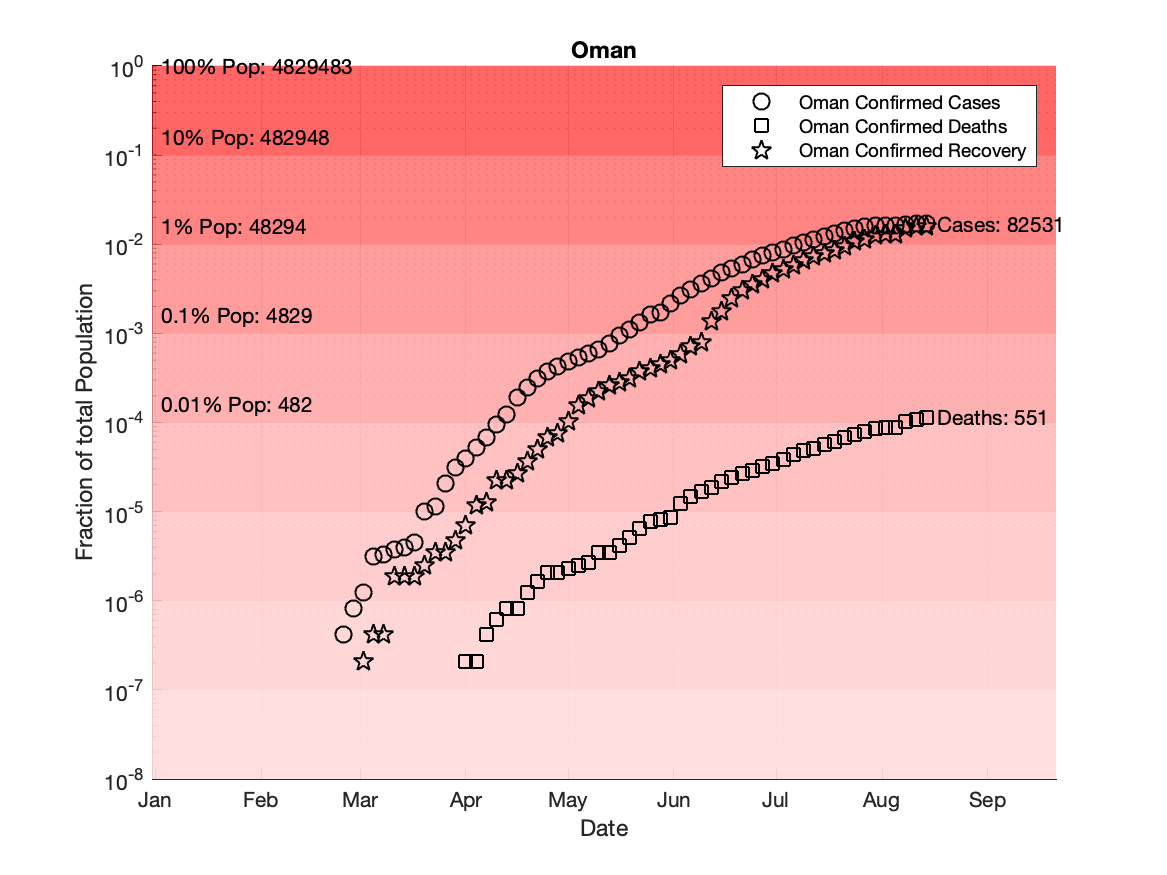 Oman
10^0
100% Pop: 4829483
Oman Confirmed Cases
Oman Confirmed Deaths
Oman Confirmed Recovery
10% Pop: 482948
10^-1
1% Pop: 48294
Cases: 82531
10^-2
0.1% Pop: 4829
10^-3
0.01% Pop: 482
Deaths: 551
10^-4
10^-5
10^-6
10^-7
10^-8
Fraction of total Population
Jan Feb Mar Apr May Jun Jul Aug Sep
Date